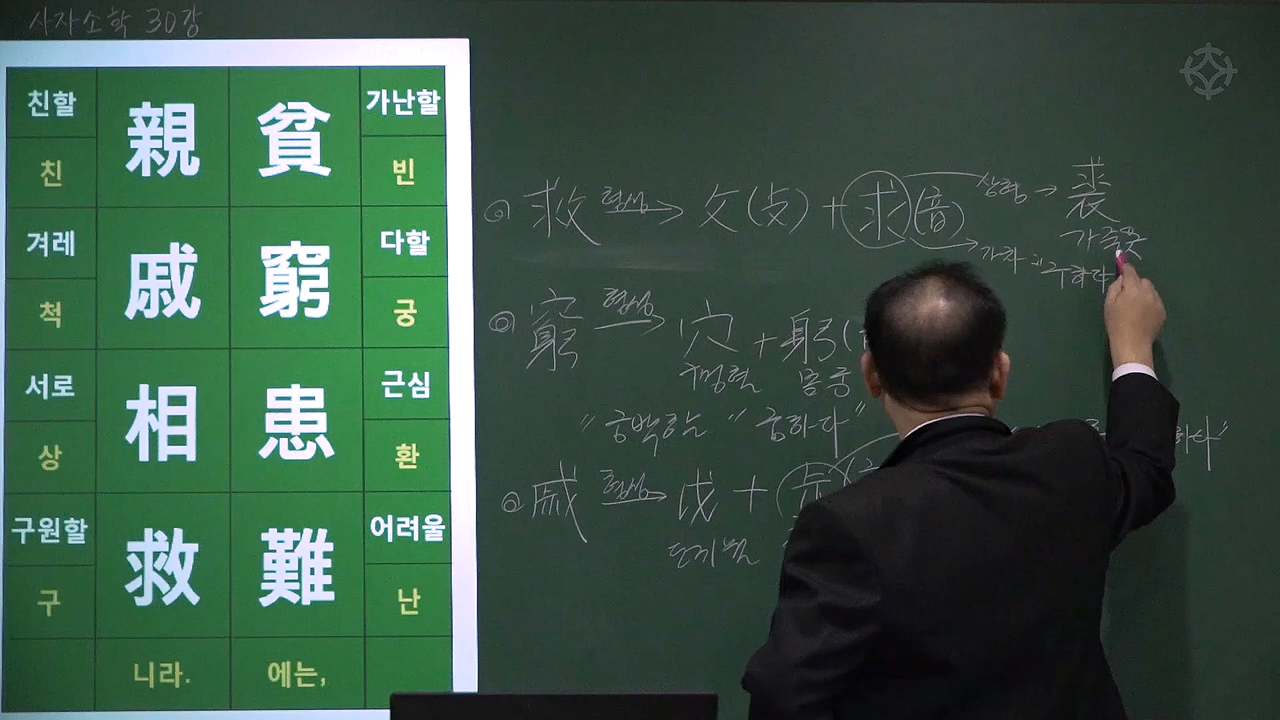 사자소학 30강
친할 친 親 貧 가난할 빈
겨레 척 戚 窮 다할 궁
서로 상 相 患 근심 환
구원할 구 救 難 어려울 난
니라. 에는,
救 형성 → 攵(攴) + 求(音) 상형 → 裘
가죽옷
가차 "구하다
窮 형성 → 穴 + 躬(
구멍혈 몸궁
"궁박함" "궁하다"
戚 형성 → 戊 + 尗
하다"